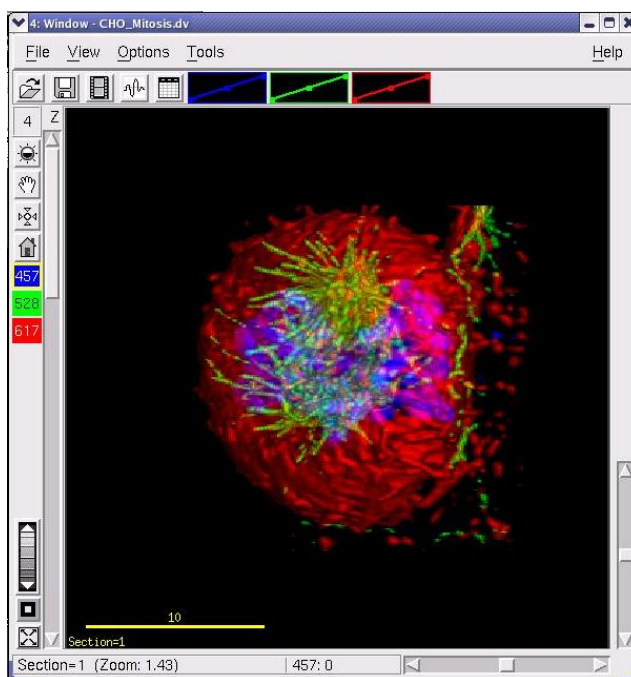 4: Window - CHO_Mitosis.dv
File View Options Tools Help
4 Z
457
528
617
10
Section=1
Section=1 (Zoom: 1.43) 457: 0